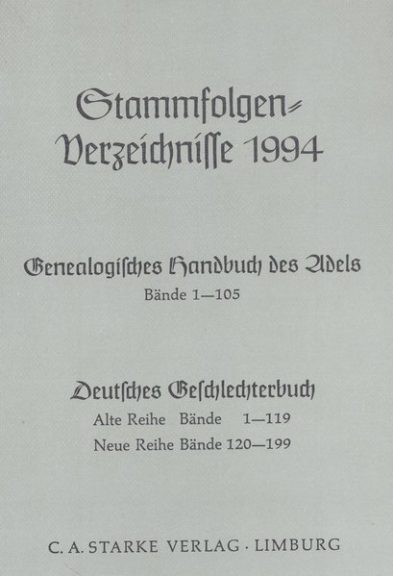 Stammfolgen⸗
Verzeichniſſe 1994
Genealogiſches Handbuch des Adels
Bände 1—105
Deutſches Geſchlechterbuch
Alte Reihe Bände 1—119
Neue Reihe Bände 120—199
C. A. STARKE VERLAG · LIMBURG